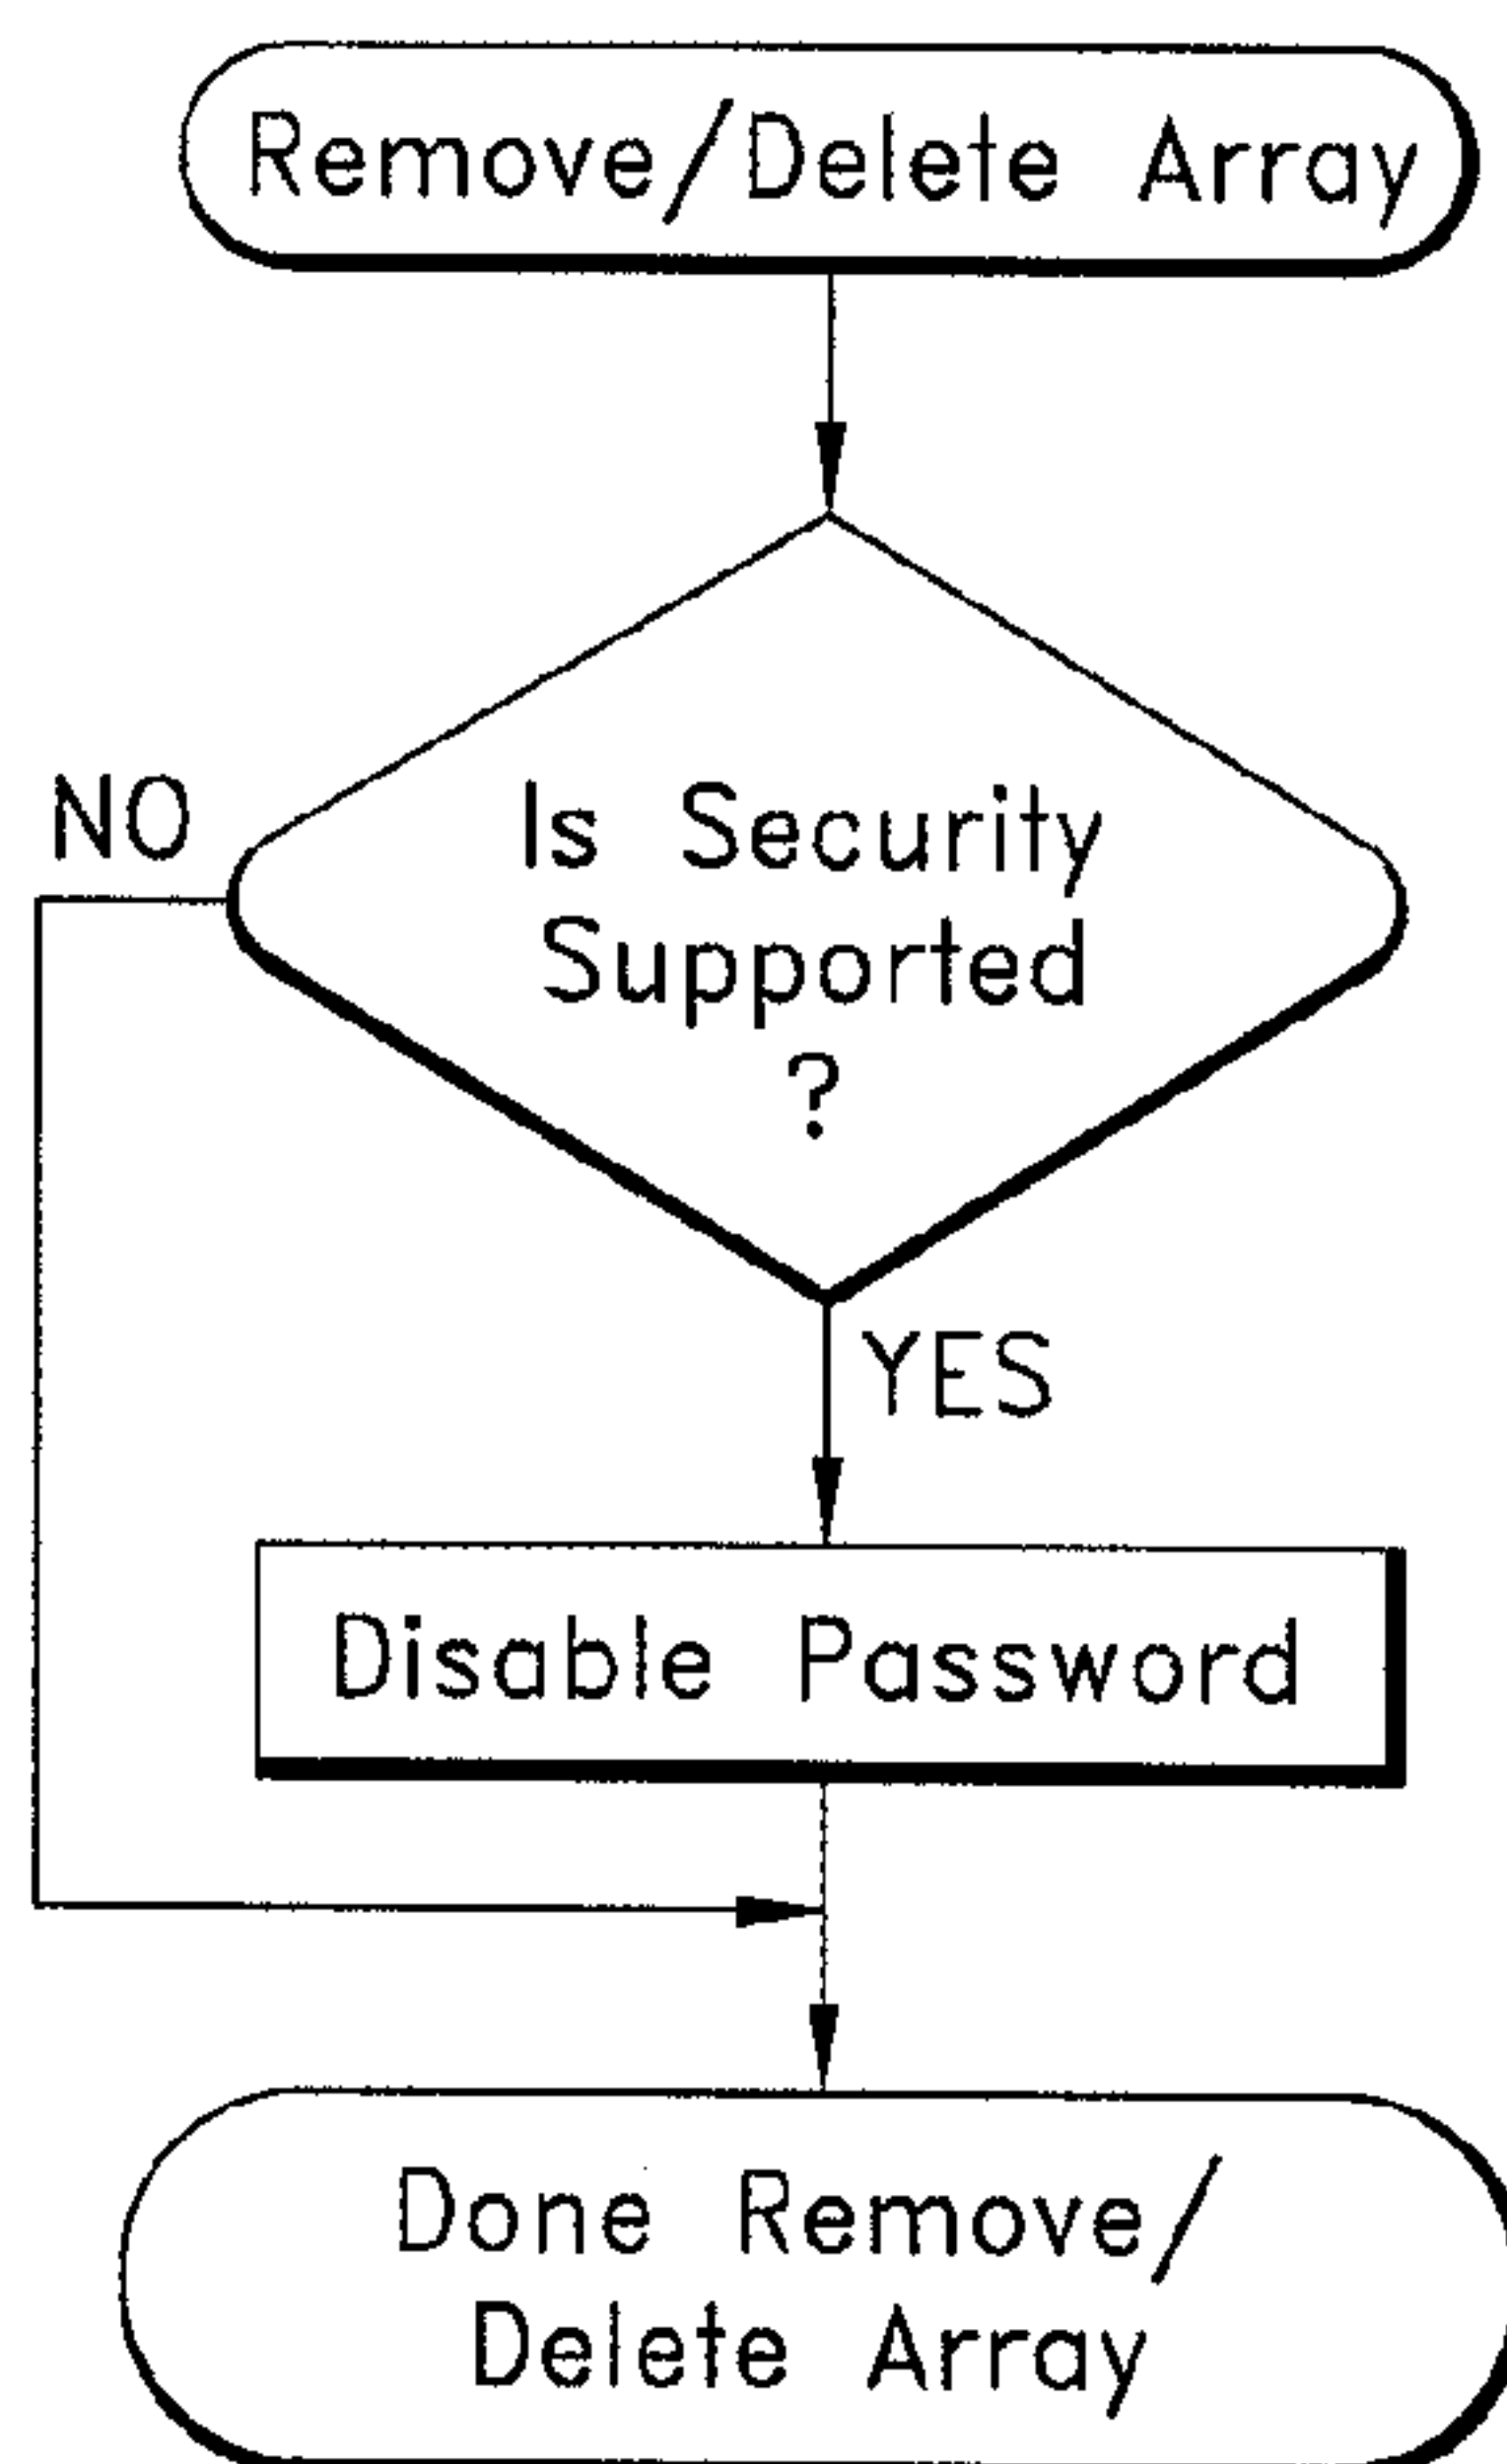 Remove/Delete Array
NO
Is Security
Supported
?
YES
Disable Password
Done Remove/
Delete Array